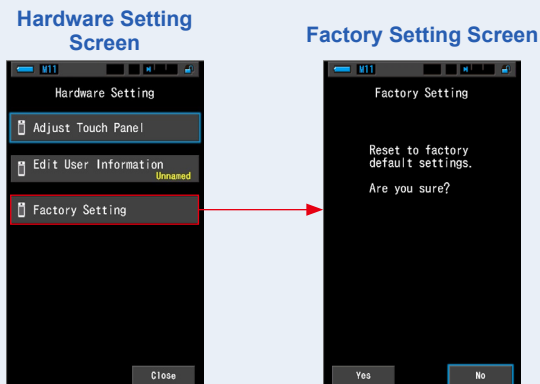 Hardware Setting
Screen
M11
Hardware Setting
Adjust Touch Panel
Edit User Information
Unnamed
Factory Setting
Close
Factory Setting Screen
M11
Factory Setting
Reset to factory
default settings.
Are you sure?
Yes
No